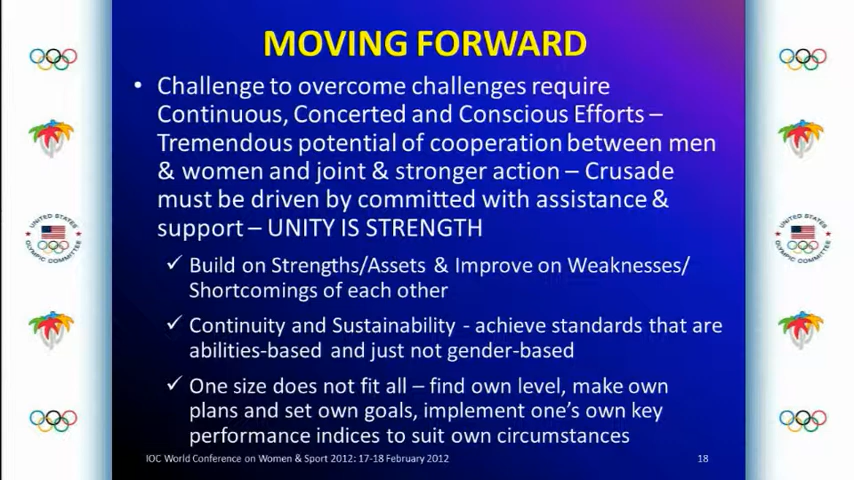 MOVING FORWARD
• Challenge to overcome challenges require
Continuous, Concerted and Conscious Efforts –
Tremendous potential of cooperation between men
& women and joint & stronger action – Crusade
must be driven by committed with assistance &
support – UNITY IS STRENGTH
✓ Build on Strengths/Assets & Improve on Weaknesses/
Shortcomings of each other
✓ Continuity and Sustainability - achieve standards that are
abilities-based and just not gender-based
✓ One size does not fit all – find own level, make own
plans and set own goals, implement one's own key
performance indices to suit own circumstances
IOC World Conference on Women & Sport 2012: 17-18 February 2012
18
UNITED STATES
OLYMPIC COMMITTEE
UNITED STATES
OLYMPIC COMMITTEE